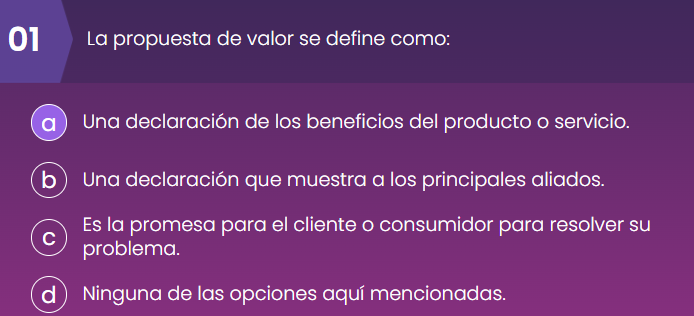 01
La propuesta de valor se define como:
a Una declaración de los beneficios del producto o servicio.
b Una declaración que muestra a los principales aliados.
c Es la promesa para el cliente o consumidor para resolver su
problema.
d Ninguna de las opciones aquí mencionadas.